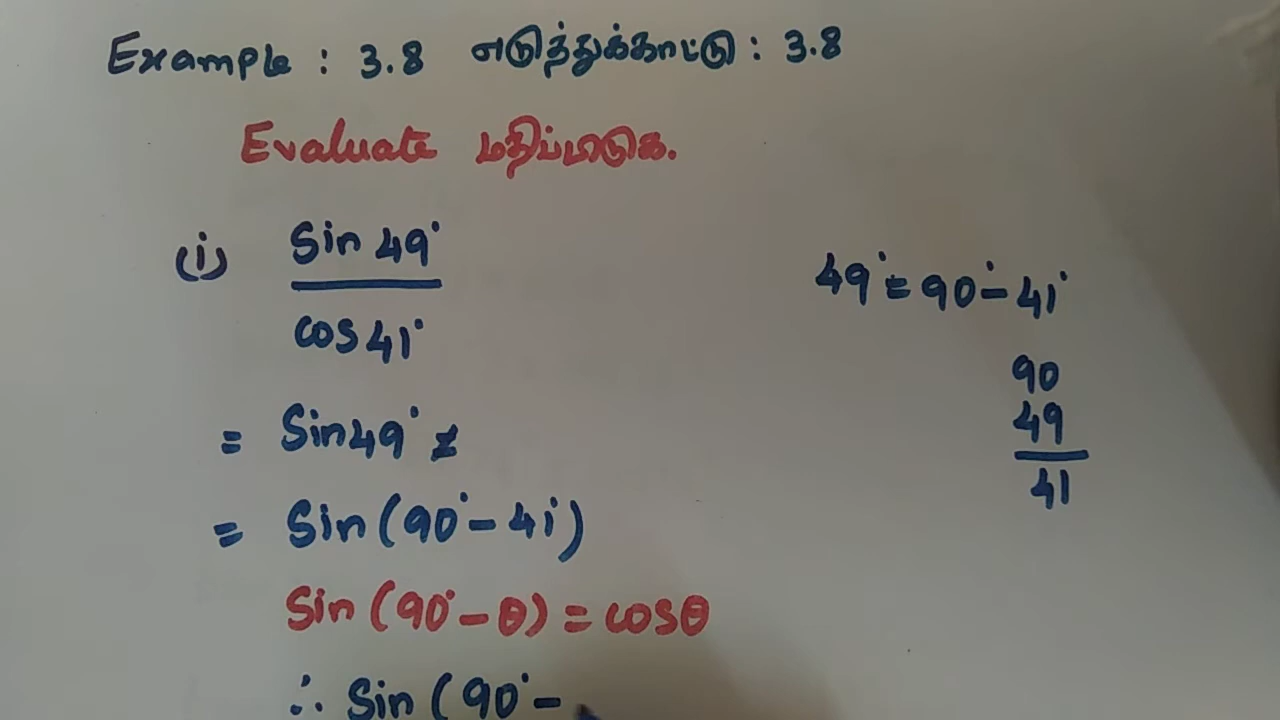 Example : 3.8 எடுத்துக்காட்டு : 3.8
Evaluate மதிப்பிடுக.
(i) Sin 49°
cos 41°
= Sin 49°
= Sin (90° - 41°)
Sin (90° - θ) = cosθ
∴ Sin (90° -
49° = 90° - 41°
90
49
41